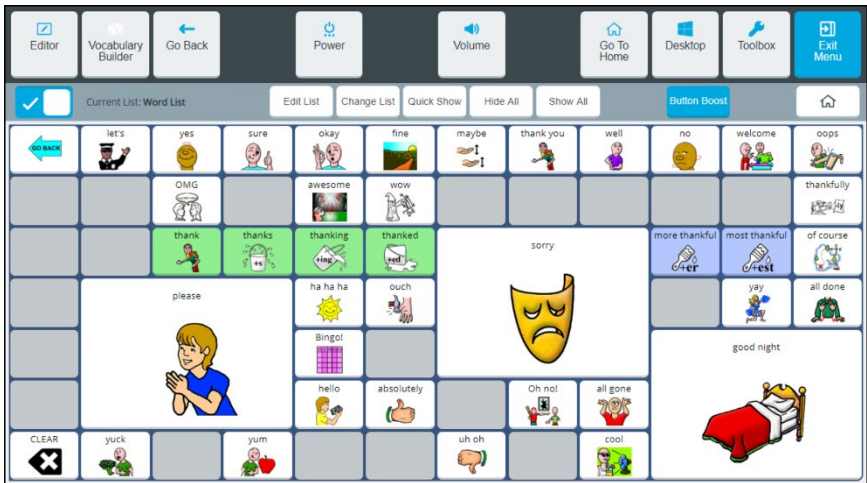 Editor
Vocabulary
Builder
Go Back
Power
Volume
Go To
Home
Desktop
Toolbox
Exit
Menu
Current List: Word List
Edit List
Change List
Quick Show
Hide All
Show All
Button Boost
GO BACK
let's
yes
sure
okay
fine
maybe
thank you
well
no
welcome
oops
OMG
awesome
wow
thankfully
thank
thanks
+s
thanking
+ing
thanked
+ed
sorry
more thankful
+er
most thankful
+est
of course
please
ha ha ha
ouch
yay
all done
Bingo!
good night
hello
absolutely
Oh no!
all gone
CLEAR
yuck
yum
uh oh
cool